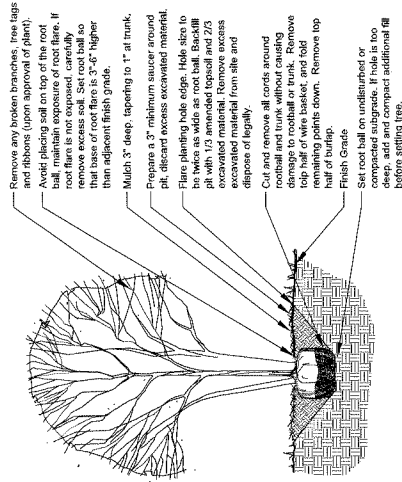 Remove any broken branches, tree tags
and ribbons (upon approval of plant).
Avoid placing soil on top of the root
ball, maintain exposure of root flare. If
root flare is not exposed, carefully
remove excess soil. Set root ball so
that base of root flare is 3"-6" higher
than adjacent finish grade.
Mulch 3" deep, tapering to 1" at trunk.
Prepare a 3" minimum saucer around
pit, discard excess excavated material.
Flare planting hole edge. Hole size to
be twice as wide as root ball. Backfill
pit with 1/3 amended topsoil and 2/3
excavated material. Remove excess
excavated material from site and
dispose of legally.
Cut and remove all cords around
rootball and trunk without causing
damage to rootball or trunk. Remove
tolp half of wire basket, and fold
remaining points down. Remove top
half of burlap.
Finish Grade
Set root ball on undisturbed or
compacted subgrade. If hole is too
deep, add and compact additional fill
before setting tree.